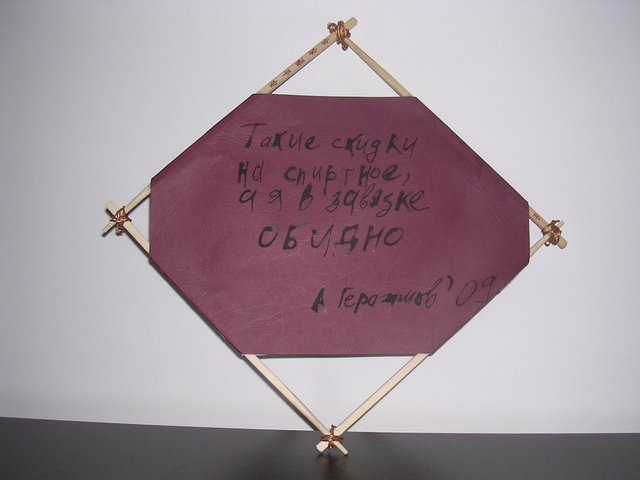 Такие скидки
на спиртное,
а я в завязке
ОБИДНО
А Герасимов '09